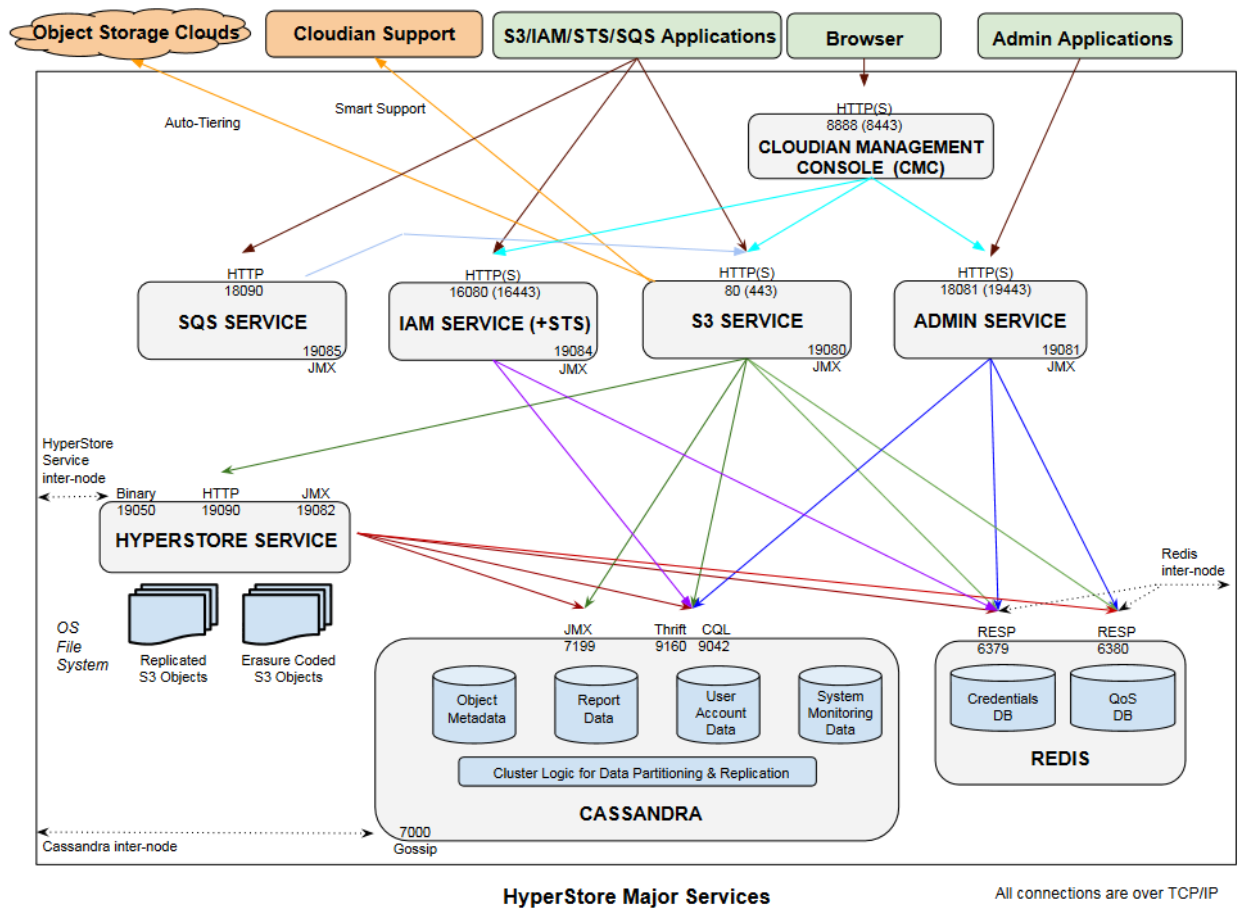 Object Storage Clouds
Cloudian Support
S3/IAM/STS/SQS Applications
Browser
Admin Applications
Auto-Tiering
Smart Support
HTTP(S)
8888 (8443)
CLOUDIAN MANAGEMENT
CONSOLE (CMC)
HTTP
18090
SQS SERVICE
19085
JMX
HTTP(S)
16080 (16443)
IAM SERVICE (+STS)
19084
JMX
HTTP(S)
80 (443)
S3 SERVICE
19080
JMX
HTTP(S)
18081 (19443)
ADMIN SERVICE
19081
JMX
HyperStore
Service
inter-node
Binary
19050
HTTP
19090
JMX
19082
HYPERSTORE SERVICE
OS
File
System
Replicated
S3 Objects
Erasure Coded
S3 Objects
Redis
inter-node
JMX
7199
Thrift
9160
CQL
9042
Object
Metadata
Report
Data
User
Account
Data
System
Monitoring
Data
Cluster Logic for Data Partitioning & Replication
CASSANDRA
7000
Gossip
Cassandra inter-node
RESP
6379
RESP
6380
Credentials
DB
QoS
DB
REDIS
HyperStore Major Services
All connections are over TCP/IP